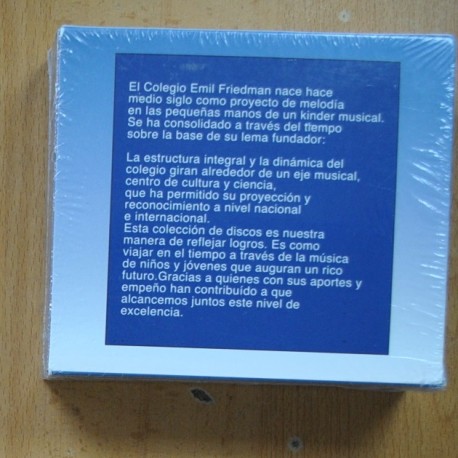 El Colegio Emil Friedman nace hace
medio siglo como proyecto de melodía
en las pequeñas manos de un kinder musical.
Se ha consolidado a través del tlempo
sobre la base de su lema fundador:

La estructura integral y la dinámica del
colegio giran alrededor de un eje musical,
centro de cultura y ciencia,
que ha permitido su proyección y
reconocimiento a nivel nacional
e internacional.
Esta colección de discos es nuestra
manera de reflejar logros. Es como
viajar en el tiempo a través de la música
de niños y jóvenes que auguran un rico
futuro.Gracias a quienes con sus aportes y
empeño han contribuído a que
alcancemos juntos este nivel de
excelencia.